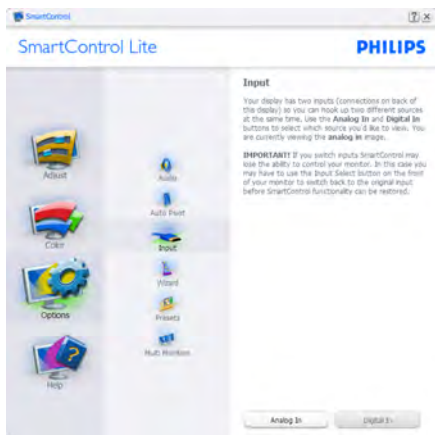 SmartControl
SmartControl Lite
PHILIPS
Adjust
Color
Options
Help
Audio
Auto Pivot
Input
Wizard
Presets
Multi Monitors
Input
Your display has two inputs (connections on back of
the display) so you can hook up two different sources
at the same time. Use the Analog In and Digital In
buttons to select which source you'd like to view. You
are currently viewing the analog in image.
IMPORTANT! If you switch inputs SmartControl may
lose the ability to control your monitor. In this case you
may have to use the Input Select button on the front
of your monitor to switch back to the original input
before SmartControl functionality can be restored.
Analog In
Digital In